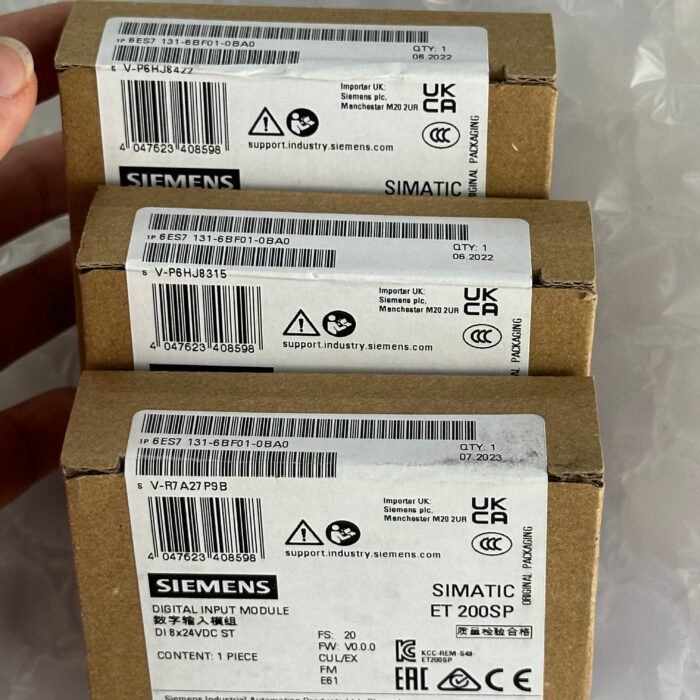 1P 6ES7 131-6BF01-0BA0
QTY: 1
06.2022
S V-P6HJ8422
Importer UK:
Siemens plc,
Manchester M20 2UR
UK
CA
CCC
4 047623 408598
support.industry.siemens.com
ORIGINAL PACKAGING
SIEMENS
SIMATIC
1P 6ES7 131-6BF01-0BA0
QTY: 1
06.2022
S V-P6HJ8315
Importer UK:
Siemens plc,
Manchester M20 2UR
UK
CA
CCC
4 047623 408598
support.industry.siemens.com
ORIGINAL PACKAGING
1P 6ES7 131-6BF01-0BA0
QTY: 1
07.2023
S V-R7A27P9B
Importer UK:
Siemens plc,
Manchester M20 2UR
UK
CA
CCC
4 047623 408598
support.industry.siemens.com
ORIGINAL PACKAGING
SIEMENS
SIMATIC
ET 200SP
DIGITAL INPUT MODULE
数字输入模组
DI 8x24VDC ST
质量检验合格
CONTENT: 1 PIECE
FS: 20
FW: V0.0.0
CUL/EX
FM
E61
KCC-REM-S49-
ET200SP
EAC
CE